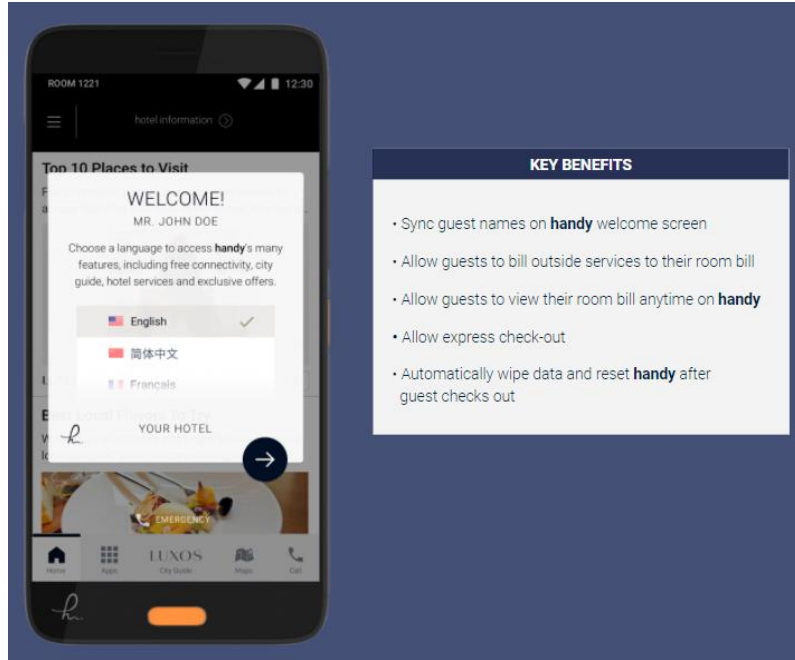 ROOM 1221
12:30
hotel information
Top 10 Places to Visit
WELCOME!
MR. JOHN DOE
Choose a language to access handy's many
features, including free connectivity, city
guide, hotel services and exclusive offers.
English
简体中文
Français
YOUR HOTEL
EMERGENCY
Home
Apps
LUXOS
City Guide
Maps
Call
KEY BENEFITS
• Sync guest names on handy welcome screen
• Allow guests to bill outside services to their room bill
• Allow guests to view their room bill anytime on handy
• Allow express check-out
• Automatically wipe data and reset handy after
guest checks out